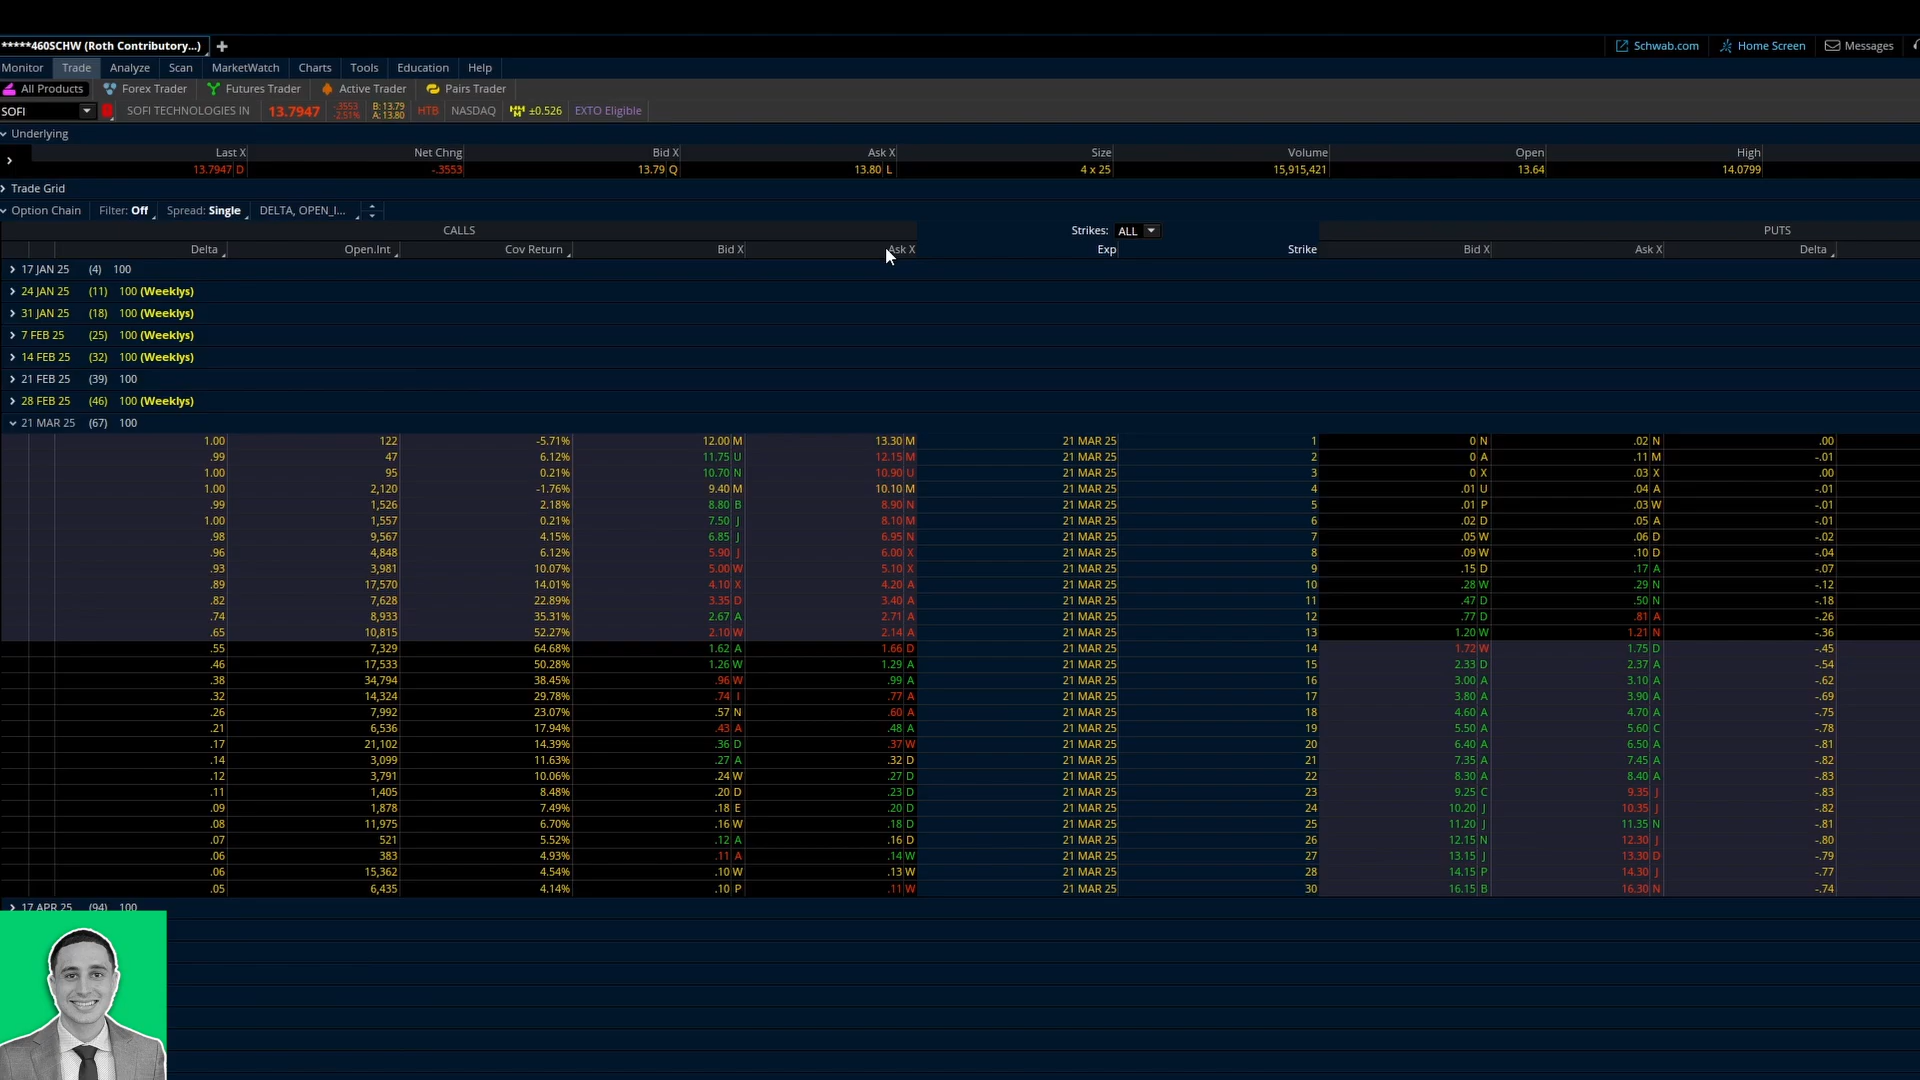 *****460SCHW (Roth Contributory...) + Schwab.com Home Screen Messages
Monitor Trade Analyze Scan MarketWatch Charts Tools Education Help
All Products Forex Trader Futures Trader Active Trader Pairs Trader
SOFI SOFI TECHNOLOGIES IN 13.7947 -.3553 -2.51% B: 13.79 A: 13.80 HTB NASDAQ ±0.526 EXTO Eligible
Underlying
Last X Net Chng Bid X Ask X Size Volume Open High
13.7947 D -.3553 13.79 Q 13.80 L 4 x 25 15,915,421 13.64 14.0799
Trade Grid
Option Chain Filter: Off Spread: Single DELTA, OPEN_I...
CALLS Strikes: ALL PUTS
Delta Open.Int Cov Return Bid X Ask X Exp Strike Bid X Ask X Delta
17 JAN 25 (4) 100
24 JAN 25 (11) 100 (Weeklys)
31 JAN 25 (18) 100 (Weeklys)
7 FEB 25 (25) 100 (Weeklys)
14 FEB 25 (32) 100 (Weeklys)
21 FEB 25 (39) 100
28 FEB 25 (46) 100 (Weeklys)
21 MAR 25 (67) 100
1.00 122 -5.71% 12.00 M 13.30 M 21 MAR 25 1 0 N .02 N .00
.99 47 6.12% 11.75 U 12.15 M 21 MAR 25 2 0 A .11 M -.01
1.00 95 0.21% 10.70 N 10.90 U 21 MAR 25 3 0 X .03 X .00
1.00 2,120 -1.76% 9.40 M 10.10 M 21 MAR 25 4 .01 U .04 A -.01
.99 1,526 2.18% 8.80 B 8.90 N 21 MAR 25 5 .01 P .03 W -.01
1.00 1,557 0.21% 7.50 J 8.10 M 21 MAR 25 6 .02 D .05 A -.01
.98 9,567 4.15% 6.85 J 6.95 N 21 MAR 25 7 .05 W .06 D -.02
.96 4,848 6.12% 5.90 J 6.00 X 21 MAR 25 8 .09 W .10 D -.04
.93 3,981 10.07% 5.00 W 5.10 X 21 MAR 25 9 .15 D .17 A -.07
.89 17,570 14.01% 4.10 X 4.20 A 21 MAR 25 10 .28 W .29 N -.12
.82 7,628 22.89% 3.35 D 3.40 A 21 MAR 25 11 .47 D .50 N -.18
.74 8,933 35.31% 2.67 A 2.71 A 21 MAR 25 12 .77 D .81 A -.26
.65 10,815 52.27% 2.10 W 2.14 A 21 MAR 25 13 1.20 W 1.21 N -.36
.55 7,329 64.68% 1.62 A 1.66 D 21 MAR 25 14 1.72 W 1.75 D -.45
.46 17,533 50.28% 1.26 W 1.29 A 21 MAR 25 15 2.33 D 2.37 A -.54
.38 34,794 38.45% .96 W .99 A 21 MAR 25 16 3.00 A 3.10 A -.62
.32 14,324 29.78% .74 I .77 A 21 MAR 25 17 3.80 A 3.90 A -.69
.26 7,992 23.07% .57 N .60 A 21 MAR 25 18 4.60 A 4.70 A -.75
.21 6,536 17.94% .43 A .48 A 21 MAR 25 19 5.50 A 5.60 C -.78
.17 21,102 14.39% .36 D .37 W 21 MAR 25 20 6.40 A 6.50 A -.81
.14 3,099 11.63% .27 A .32 D 21 MAR 25 21 7.35 A 7.45 A -.82
.12 3,791 10.06% .24 W .27 D 21 MAR 25 22 8.30 A 8.40 A -.83
.11 1,405 8.48% .20 D .23 D 21 MAR 25 23 9.25 C 9.35 J -.83
.09 1,878 7.49% .18 E .20 D 21 MAR 25 24 10.20 J 10.35 J -.82
.08 11,975 6.70% .16 W .18 D 21 MAR 25 25 11.20 J 11.35 N -.81
.07 521 5.52% .12 A .16 D 21 MAR 25 26 12.15 N 12.30 J -.80
.06 383 4.93% .11 A .14 W 21 MAR 25 27 13.15 J 13.30 D -.79
.06 15,362 4.54% .10 W .13 W 21 MAR 25 28 14.15 P 14.30 J -.77
.05 6,435 4.14% .10 P .11 W 21 MAR 25 30 16.15 B 16.30 N -.74
17 APR 25 (94) 100